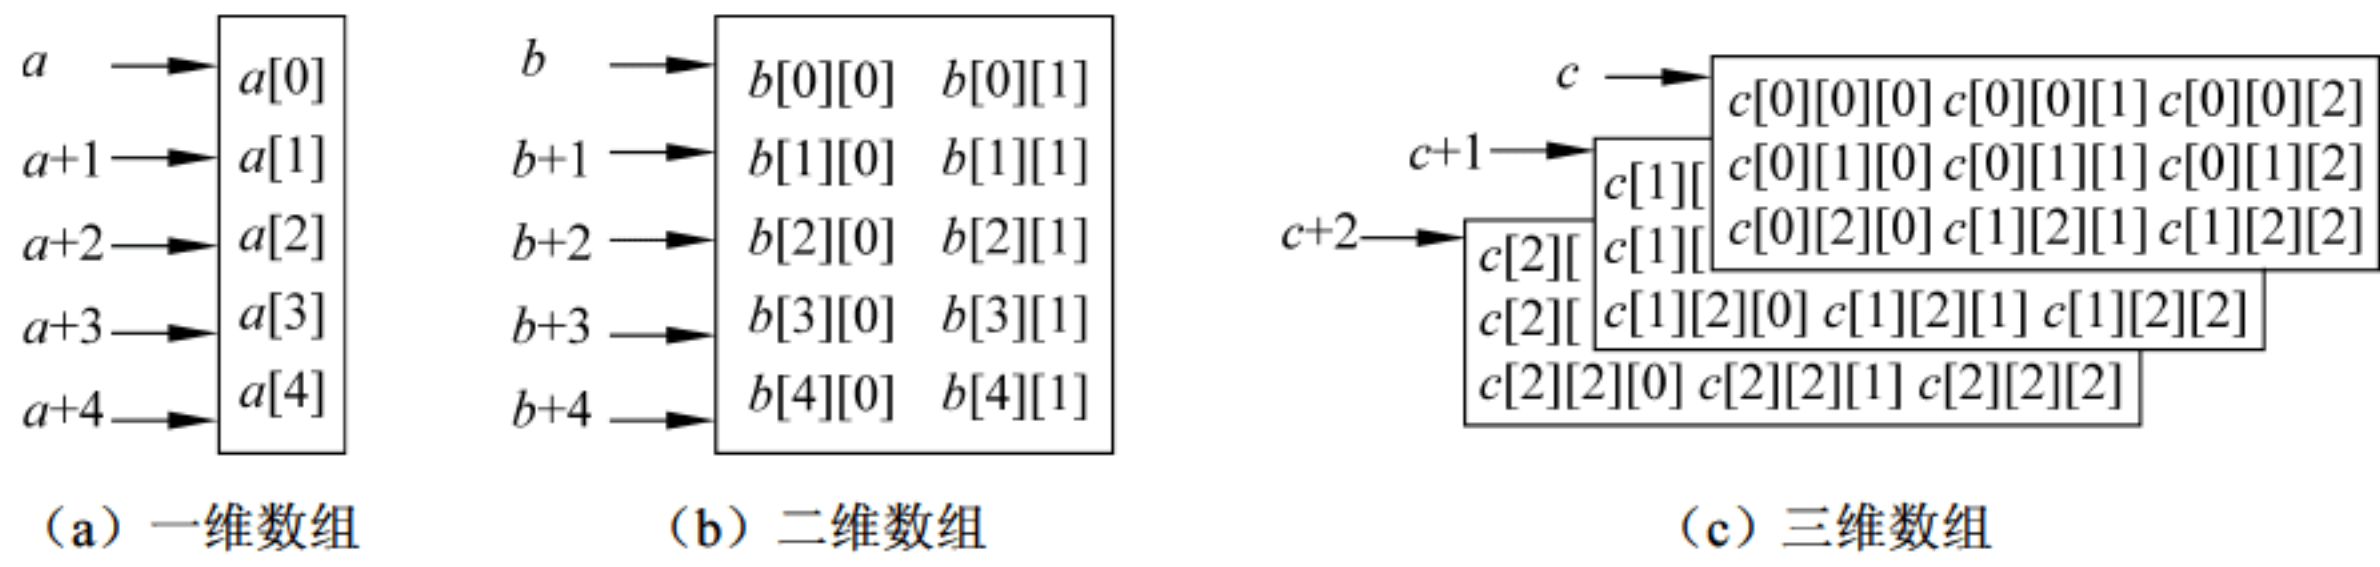 a a[0]
a+1 a[1]
a+2 a[2]
a+3 a[3]
a+4 a[4]
(a)一维数组
b b[0][0] b[0][1]
b+1 b[1][0] b[1][1]
b+2 b[2][0] b[2][1]
b+3 b[3][0] b[3][1]
b+4 b[4][0] b[4][1]
(b)二维数组
c c[0][0][0] c[0][0][1] c[0][0][2]
c[0][1][0] c[0][1][1] c[0][1][2]
c[0][2][0] c[1][2][1] c[1][2][2]
c+1 c[1][
c[1][
c[1][2][0] c[1][2][1] c[1][2][2]
c+2 c[2][
c[2][
c[2][2][0] c[2][2][1] c[2][2][2]
(c)三维数组